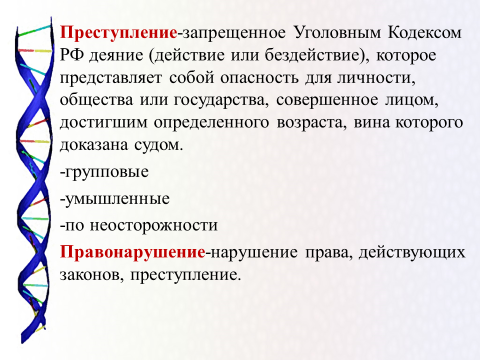 Преступление-запрещенное Уголовным Кодексом
РФ деяние (действие или бездействие), которое
представляет собой опасность для личности,
общества или государства, совершенное лицом,
достигшим определенного возраста, вина которого
доказана судом.
-групповые
-умышленные
-по неосторожности
Правонарушение-нарушение права, действующих
законов, преступление.